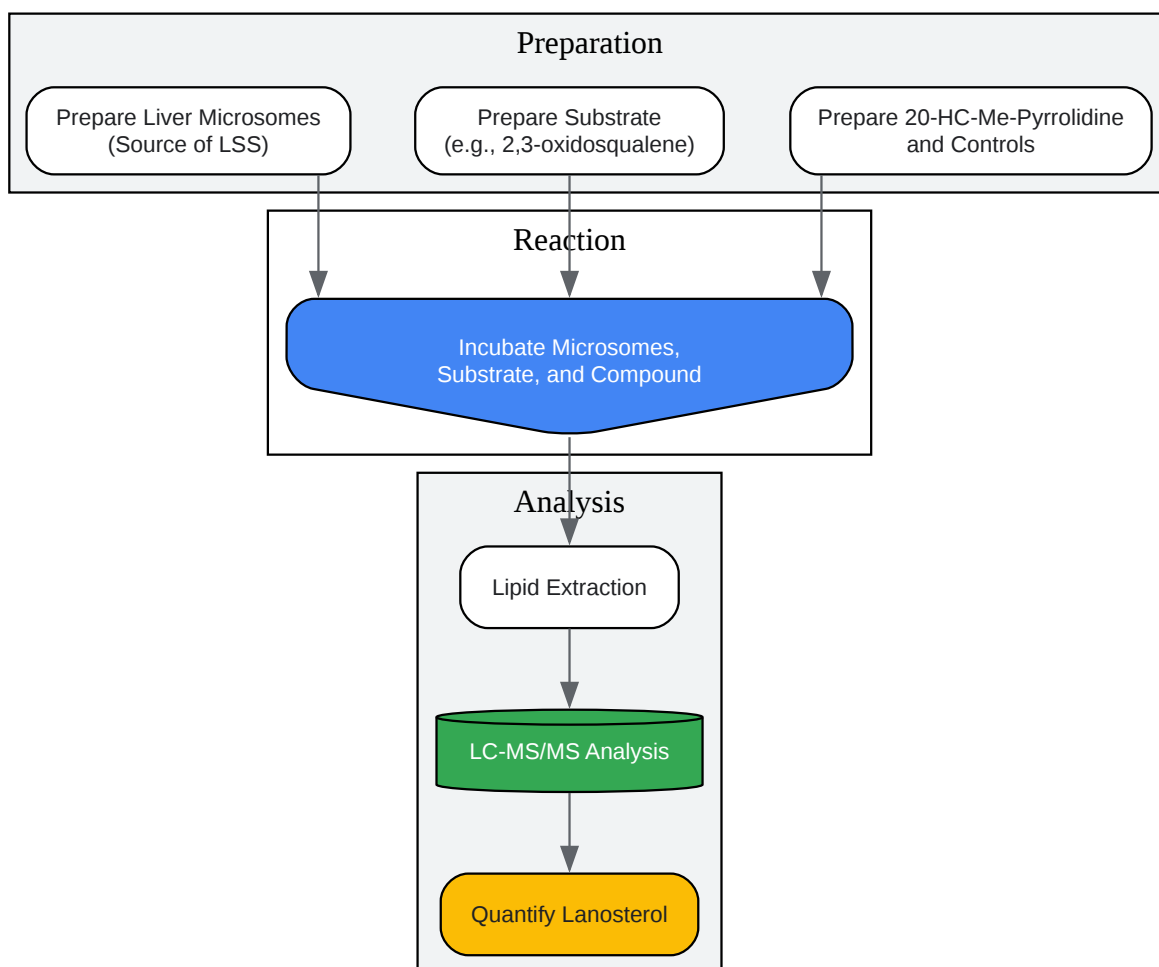 Preparation
Prepare Liver Microsomes
(Source of LSS)
Prepare Substrate
(e.g., 2,3-oxidosqualene)
Prepare 20-HC-Me-Pyrrolidine
and Controls
Reaction
Incubate Microsomes,
Substrate, and Compound
Analysis
Lipid Extraction
LC-MS/MS Analysis
Quantify Lanosterol